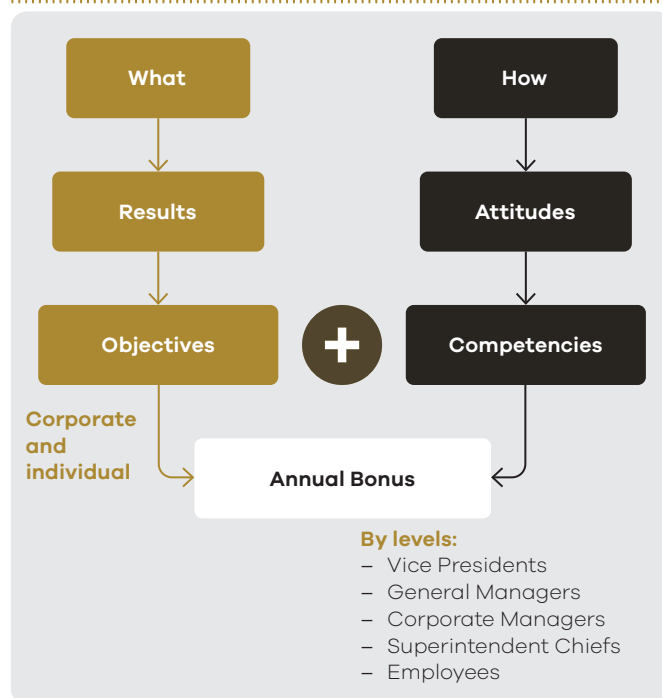 What
How
Results
Attitudes
Objectives
+
Competencies
Corporate
and
individual
Annual Bonus
By levels:
– Vice Presidents
– General Managers
– Corporate Managers
– Superintendent Chiefs
– Employees